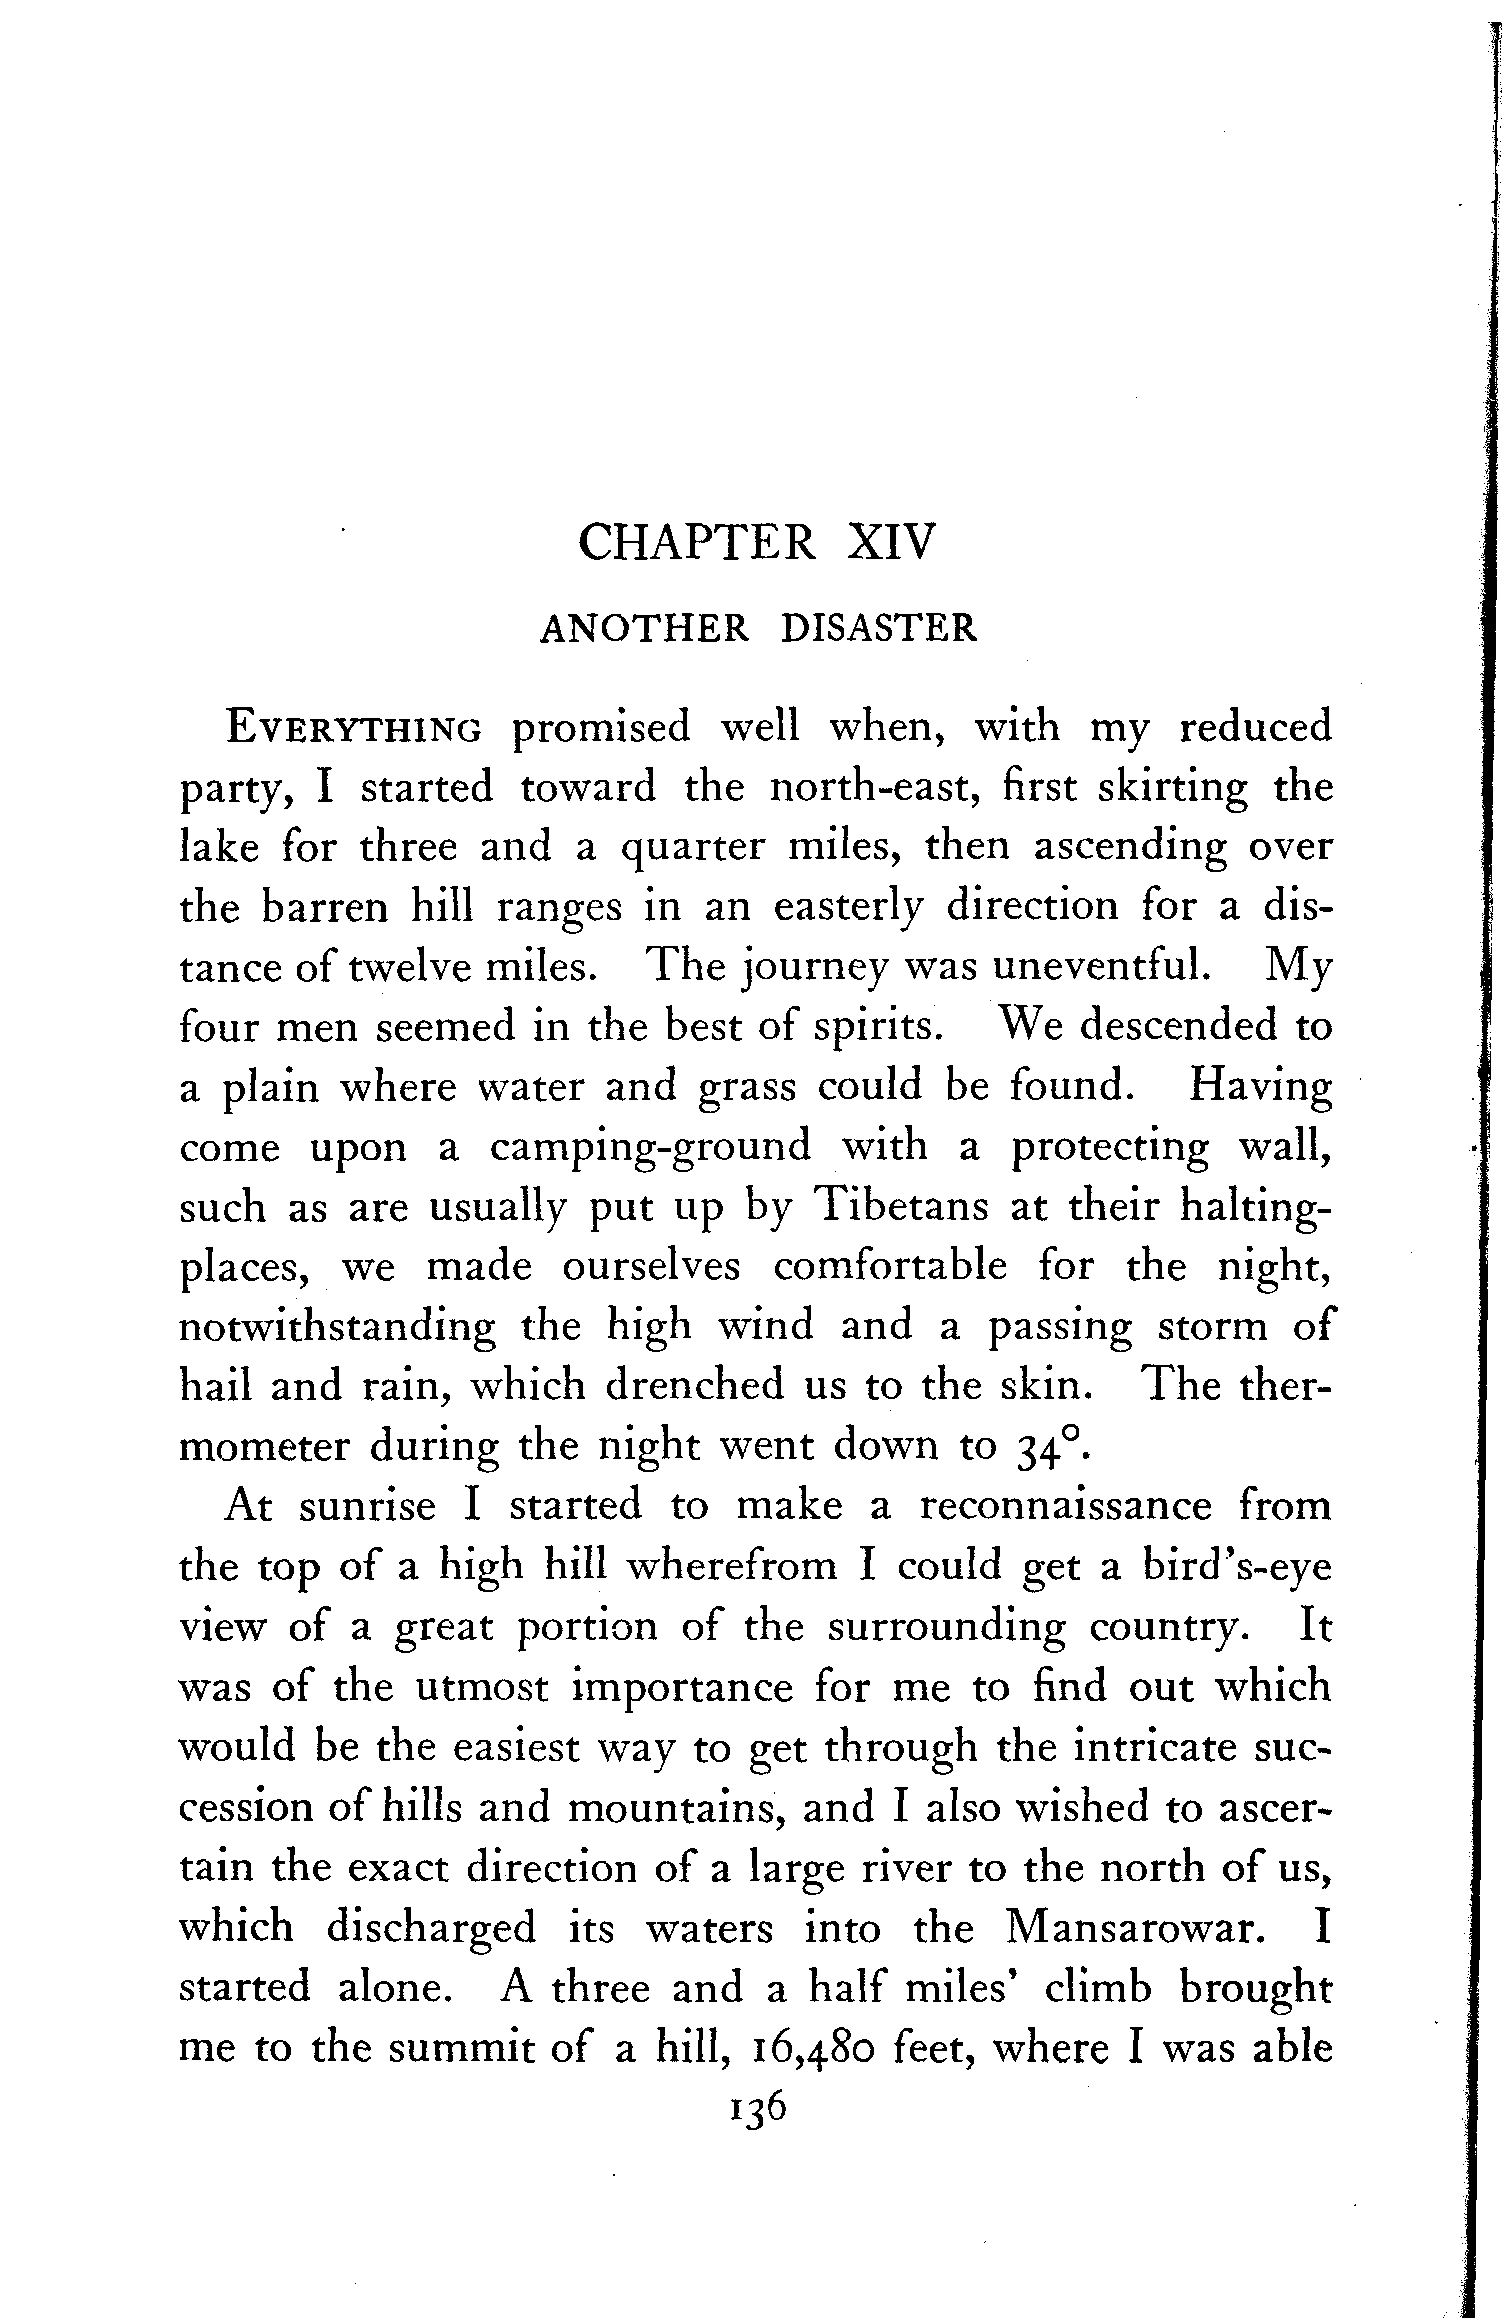 CHAPTER XIV
ANOTHER DISASTER
EVERYTHING promised well when, with my reduced
party, I started toward the north-east, first skirting the
lake for three and a quarter miles, then ascending over
the barren hill ranges in an easterly direction for a dis-
tance of twelve miles. The journey was uneventful. My
four men seemed in the best of spirits. We descended to
a plain where water and grass could be found. Having
come upon a camping-ground with a protecting wall,
such as are usually put up by Tibetans at their halting-
places, we made ourselves comfortable for the night,
notwithstanding the high wind and a passing storm of
hail and rain, which drenched us to the skin. The ther-
mometer during the night went down to 34°.
At sunrise I started to make a reconnaissance from
the top of a high hill wherefrom I could get a bird's-eye
view of a great portion of the surrounding country. It
was of the utmost importance for me to find out which
would be the easiest way to get through the intricate suc-
cession of hills and mountains, and I also wished to ascer-
tain the exact direction of a large river to the north of us,
which discharged its waters into the Mansarowar. I
started alone. A three and a half miles' climb brought
me to the summit of a hill, 16,480 feet, where I was able
136